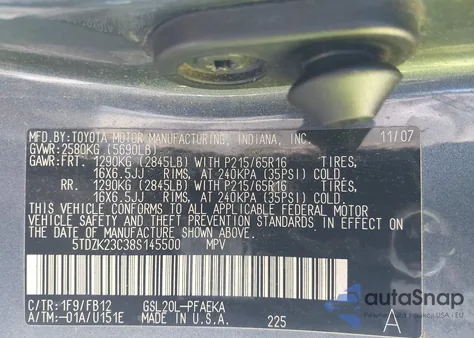 MFD.BY: TOYOTA MOTOR MANUFACTURING, INDIANA, INC. 11/07
GVWR: 2580KG (5690LB)
GAWR: FRT. 1290KG (2845LB) WITH P215/65R16 TIRES,
16X6.5JJ RIMS, AT 240KPA (35PSI) COLD.
RR. 1290KG (2845LB) WITH P215/65R16 TIRES,
16X6.5JJ RIMS, AT 240KPA (35PSI) COLD.
THIS VEHICLE CONFORMS TO ALL APPLICABLE FEDERAL MOTOR
VEHICLE SAFETY AND THEFT PREVENTION STANDARDS IN EFFECT ON
THE DATE OF MANUFACTURE SHOWN ABOVE.
5TDZK23C38S145500 MPV
C/TR: 1F9/FB12 GSL20L-PFAEKA
A/TM: -01A/U151E MADE IN U.S.A. 225 A
autoSnap